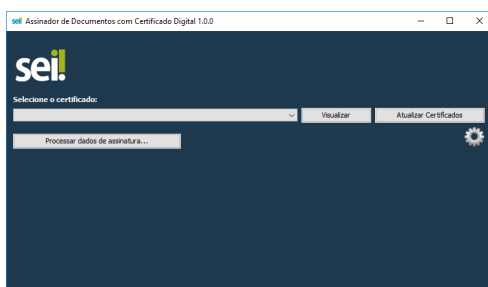 sei! Assinador de Documentos com Certificado Digital 1.0.0
sei!
Selecione o certificado:
Visualizar
Atualizar Certificados
Processar dados de assinatura...